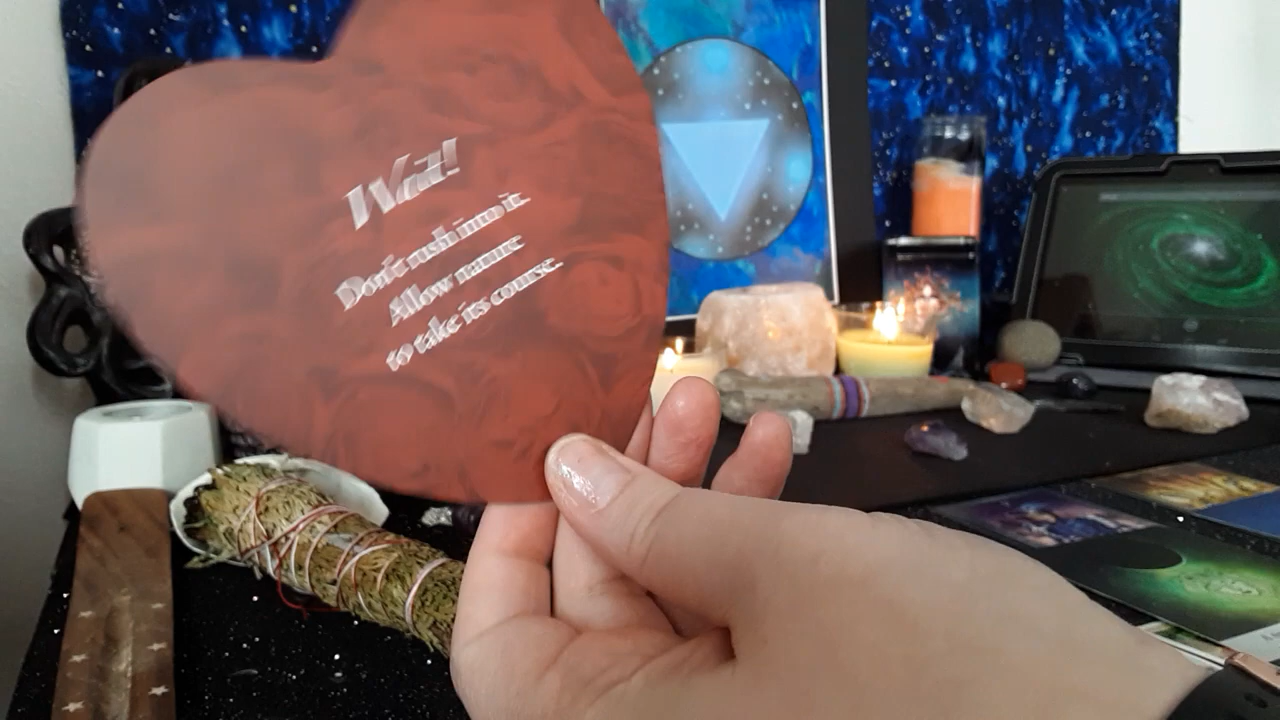 Wait!
Don't rush into it.
Allow nature
to take its course.